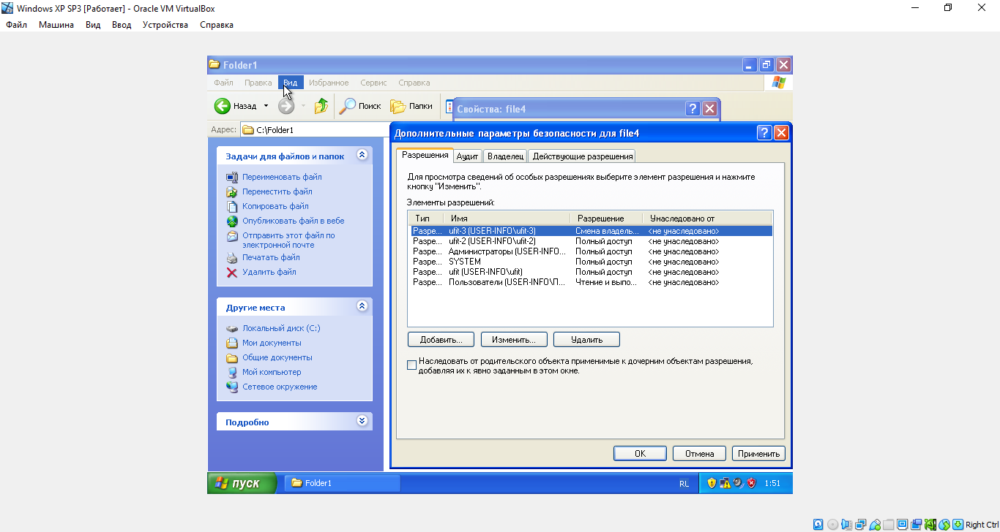 Windows XP SP3 [Работает] - Oracle VM VirtualBox
Файл Машина Вид Ввод Устройства Справка
Folder1
Файл Правка Вид Избранное Сервис Справка
Назад Поиск Папки
Свойства: file4
Адрес: C:\Folder1
Дополнительные параметры безопасности для file4
Разрешения Аудит Владелец Действующие разрешения
Для просмотра сведений об особых разрешениях выберите элемент разрешения и нажмите
кнопку "Изменить".
Элементы разрешений:
Тип Имя Разрешение Унаследовано от
Разре... ufit-3 (USER-INFO\ufit-3) Смена владель... <не унаследовано>
Разре... ufit-2 (USER-INFO\ufit-2) Полный доступ <не унаследовано>
Разре... Администраторы (USER-INFO... Полный доступ <не унаследовано>
Разре... SYSTEM Полный доступ <не унаследовано>
Разре... ufit (USER-INFO\ufit) Полный доступ <не унаследовано>
Разре... Пользователи (USER-INFO\П... Чтение и выпо... <не унаследовано>
Добавить... Изменить... Удалить
Наследовать от родительского объекта применимые к дочерним объектам разрешения,
добавляя их к явно заданным в этом окне.
OK Отмена Применить
Задачи для файлов и папок
Переименовать файл
Переместить файл
Копировать файл
Опубликовать файл в вебе
Отправить этот файл по
электронной почте
Печатать файл
Удалить файл
Другие места
Локальный диск (C:)
Мои документы
Общие документы
Мой компьютер
Сетевое окружение
Подробно
пуск Folder1 RL 1:51
Right Ctrl